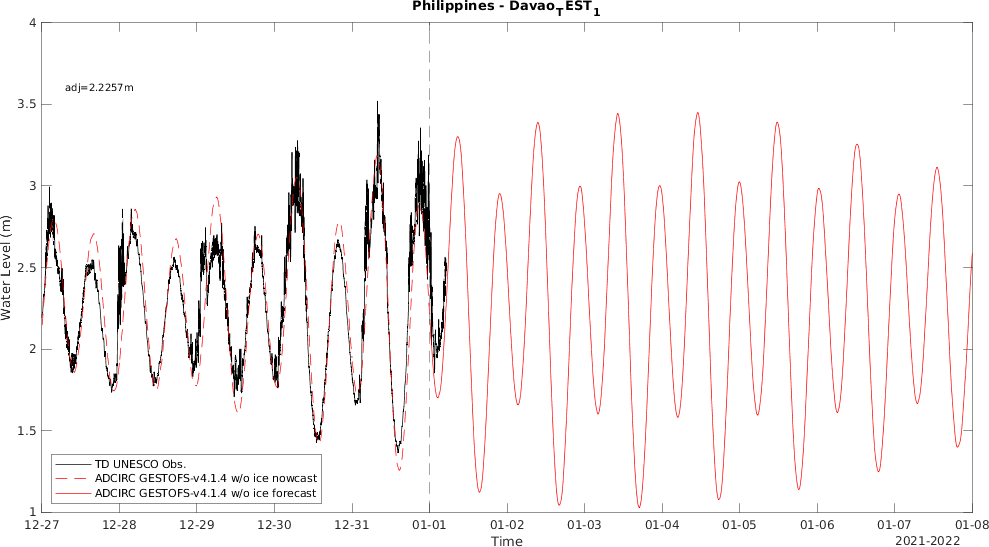 Philippines - Davao_TEST_1
4
3.5
3
2.5
2
1.5
1
Water Level (m)
adj=2.2257m
TD UNESCO Obs.
ADCIRC GESTOFS-v4.1.4 w/o ice nowcast
ADCIRC GESTOFS-v4.1.4 w/o ice forecast
12-27 12-28 12-29 12-30 12-31 01-01 01-02 01-03 01-04 01-05 01-06 01-07 01-08
Time
2021-2022